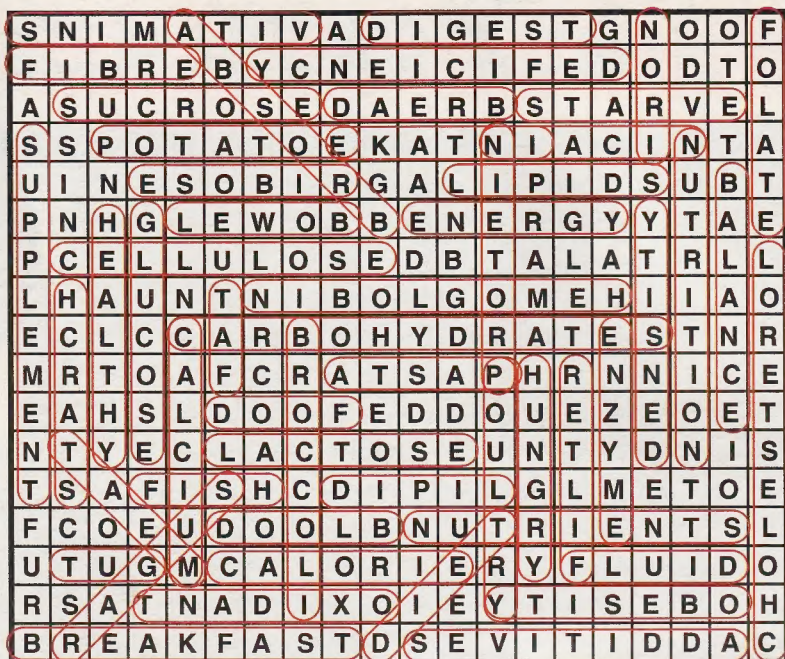 S N I M A T I V A D I G E S T G N O O F
F I B R E B Y C N E I C I F E D O D T O
A S U C R O S E D A E R B S T A R V E L
S S P O T A T O E K A T N I A C I N T A
U I N E S O B I R G A L I P I D S U B T
P N H G L E W O B B E N E R G Y Y T A E
P C E L L U L O S E D B T A L A T R L L
L H A U N T N I B O L G O M E H I I A O
E C L C C A R B O H Y D R A T E S T N R
M R T O A F C R A T S A P H R N N I C E
E A H S L D O O F E D D O U E Z E O E T
N T Y E C L A C T O S E U N T Y D N I S
T S A F I S H C D I P I L G L M E T O E
F C O E U D O O L B N U T R I E N T S L
U T U G M C A L O R I E R Y F L U I D O
R S A T N A D I X O I E Y T I S E B O H
B R E A K F A S T D S E V I T I D D A C